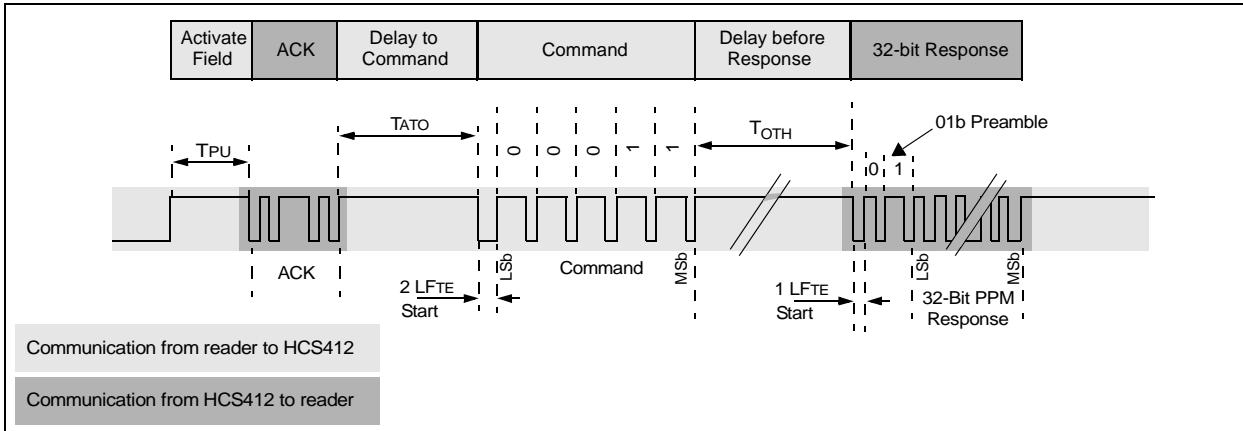 Activate Field
ACK
Delay to Command
Command
Delay before Response
32-bit Response
TPU
TATO
0 0 0 1 1
TOTH
01b Preamble
0 1
ACK
LSb
Command
MSb
LSb
MSb
2 LFTE
Start
1 LFTE
Start
32-Bit PPM
Response
Communication from reader to HCS412
Communication from HCS412 to reader